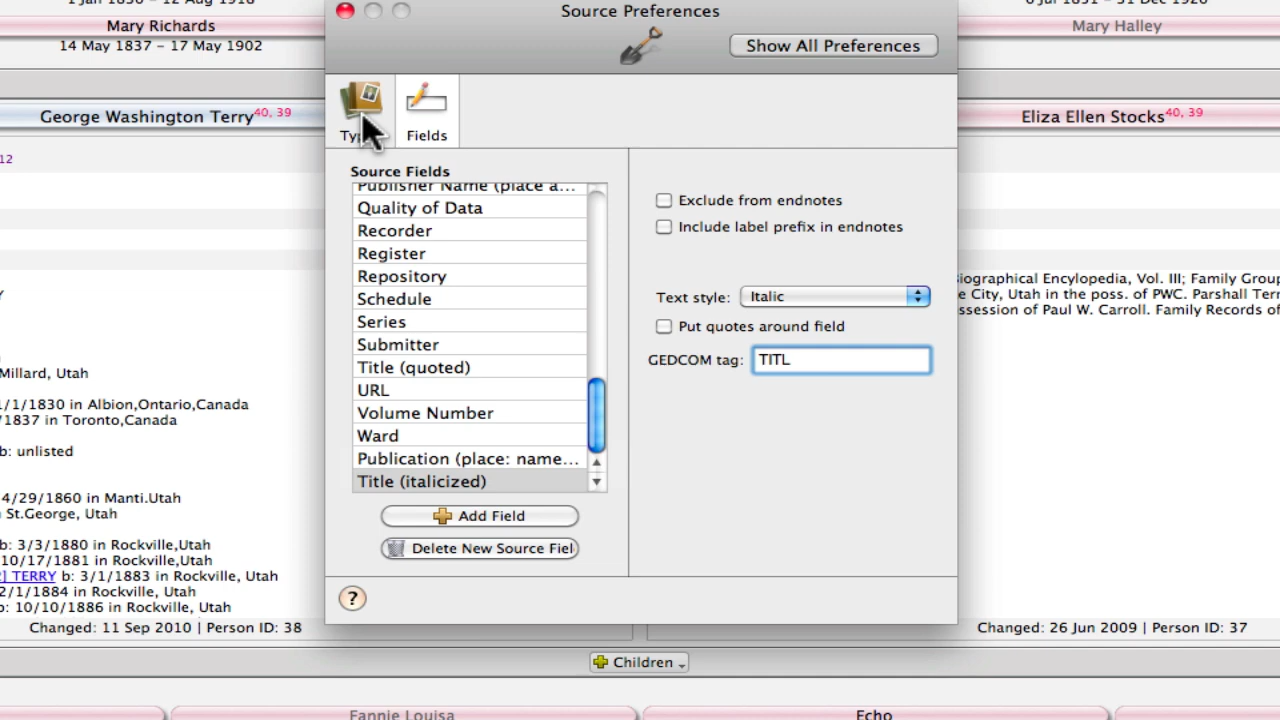 1 Jan 1830 – 12 Aug 1918
Source Preferences
6 Jul 1831 – 31 Dec 1920
Mary Richards
Mary Halley
14 May 1837 – 17 May 1902
Show All Preferences
George Washington Terry40, 39
Eliza Ellen Stocks40, 39
Fields
12
Source Fields
Publisher Name (place a...
Exclude from endnotes
Quality of Data
Include label prefix in endnotes
Recorder
Register
Repository
iographical Encylopedia, Vol. III; Family Group
Schedule
Text style: Italic
e City, Utah in the poss. of PWC. Parshall Terr
Series
Put quotes around field
ssession of Paul W. Carroll. Family Records of
Submitter
GEDCOM tag: TITL
Title (quoted)
Millard, Utah
URL
1/1/1830 in Albion,Ontario,Canada
Volume Number
/1837 in Toronto,Canada
Ward
b: unlisted
Publication (place: name...
Title (italicized)
4/29/1860 in Manti.Utah
St.George, Utah
Add Field
b: 3/3/1880 in Rockville,Utah
Delete New Source Fiel
10/17/1881 in Rockville,Utah
] TERRY b: 3/1/1883 in Rockville, Utah
2/1/1884 in Rockville, Utah
?
: 10/10/1886 in Rockville, Utah
Changed: 11 Sep 2010 | Person ID: 38
Changed: 26 Jun 2009 | Person ID: 37
Children
Fannie Louisa
Echo